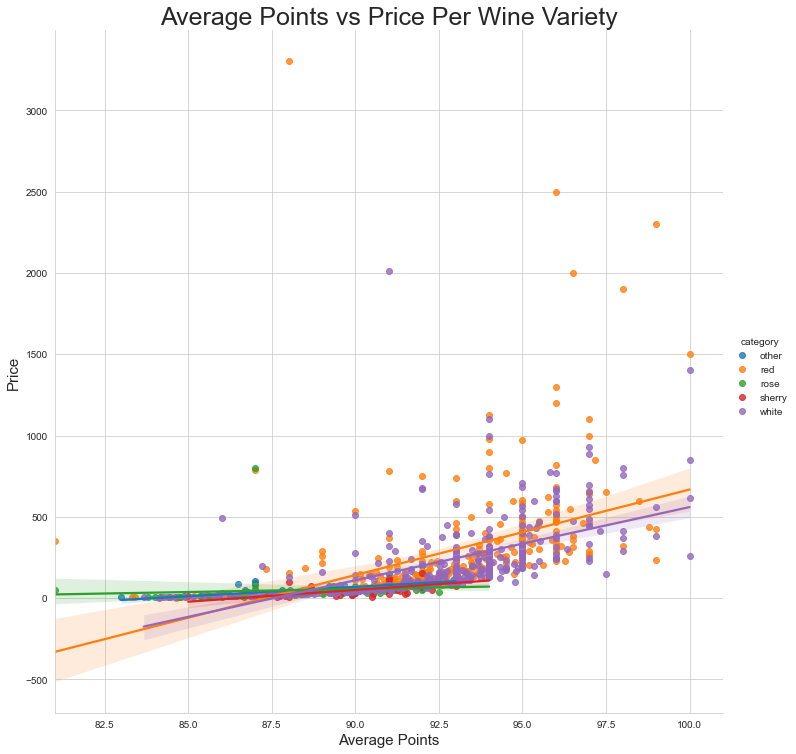 Average Points vs Price Per Wine Variety
Price
3000
2500
2000
1500
1000
500
0
−500
82.5 85.0 87.5 90.0 92.5 95.0 97.5 100.0
Average Points
category
other
red
rose
sherry
white